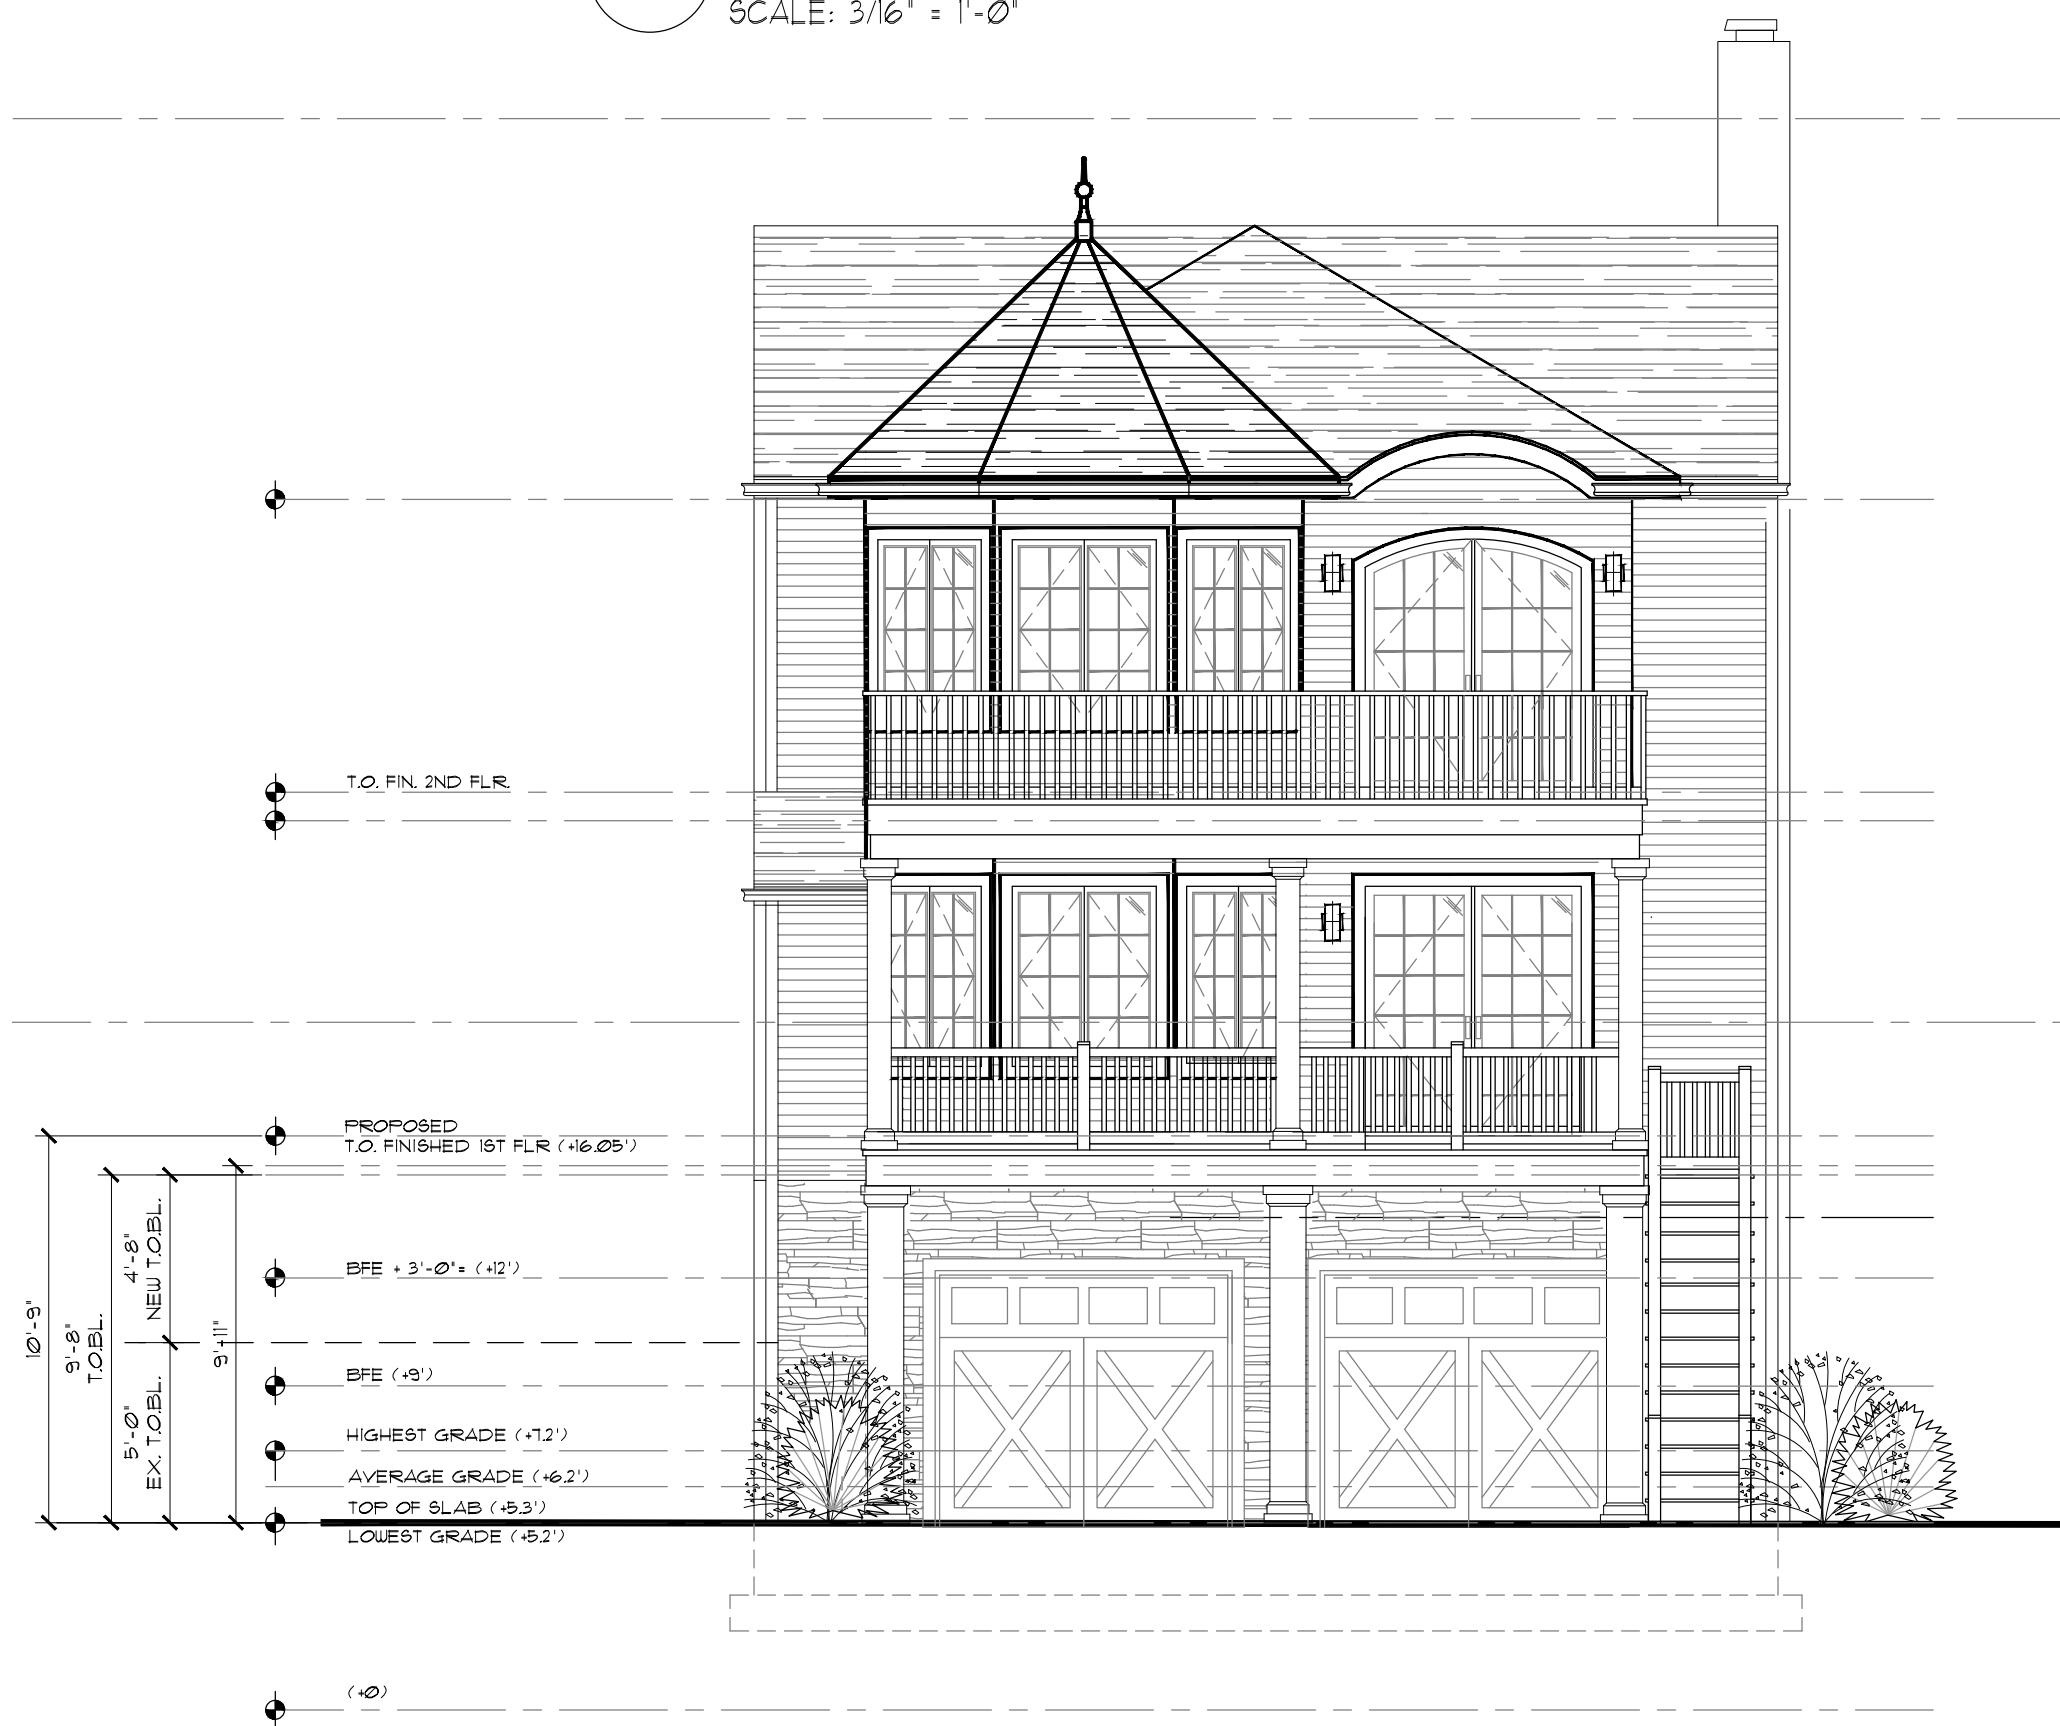 SCALE: 3/16" = 1'-0"
T.O. FIN. 2ND FLR.
PROPOSED
T.O. FINISHED 1ST FLR (+16.05')
BFE + 3'-0"= (+12')
BFE (+9')
HIGHEST GRADE (+7.2')
AVERAGE GRADE (+6.2')
TOP OF SLAB (+5.3')
LOWEST GRADE (+5.2')
(+0)
10'-9"
9'-8"
T.O.BL.
4'-8"
NEW T.O.BL.
5'-0"
EX. T.O.BL.
9'-11"